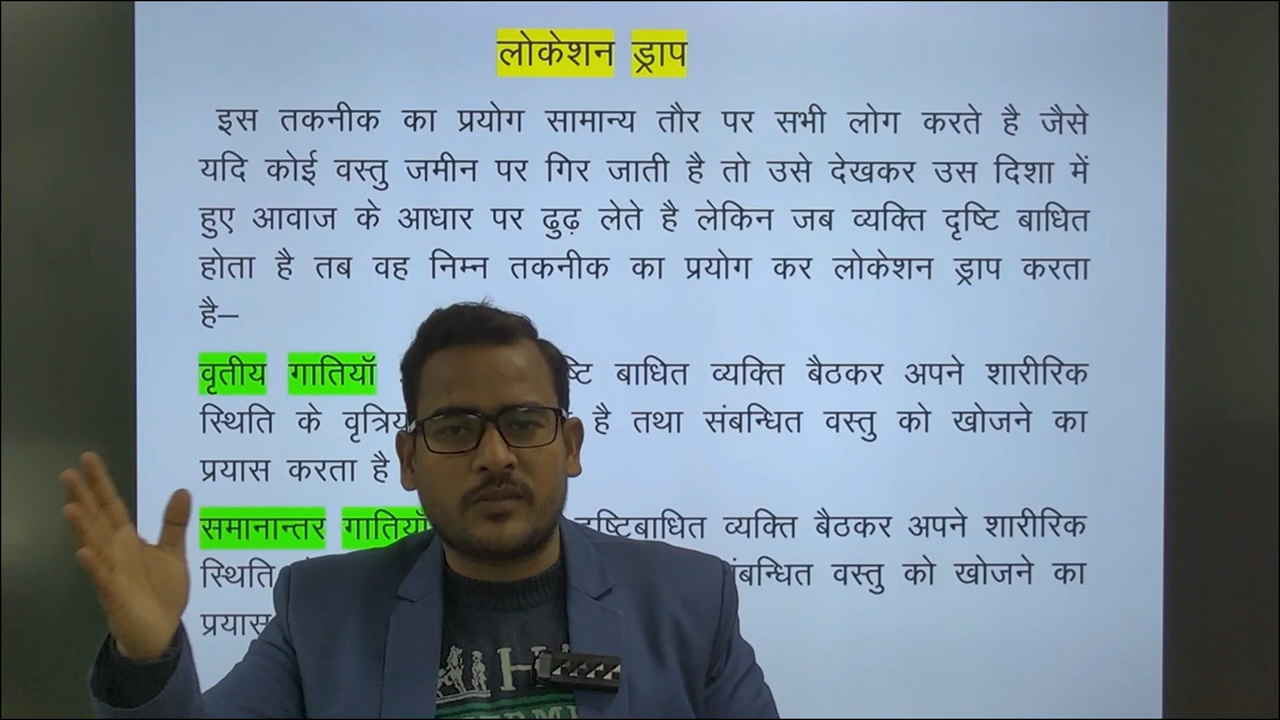 लोकेशन ड्राप
इस तकनीक का प्रयोग सामान्य तौर पर सभी लोग करते है जैसे
यदि कोई वस्तु जमीन पर गिर जाती है तो उसे देखकर उस दिशा में
हुए आवाज के आधार पर ढुढ़ लेते है लेकिन जब व्यक्ति दृष्टि बाधित
होता है तब वह निम्न तकनीक का प्रयोग कर लोकेशन ड्राप करता
है–
वृतीय गातियॉ बाधित व्यक्ति बैठकर अपने शारीरिक
स्थिति के है तथा संबन्धित वस्तु को खोजने का
प्रयास करता है
समानान्तर गातियॉ दृष्टिबाधित व्यक्ति बैठकर अपने शारीरिक
स्थिति वस्तु को खोजने का
प्रयास